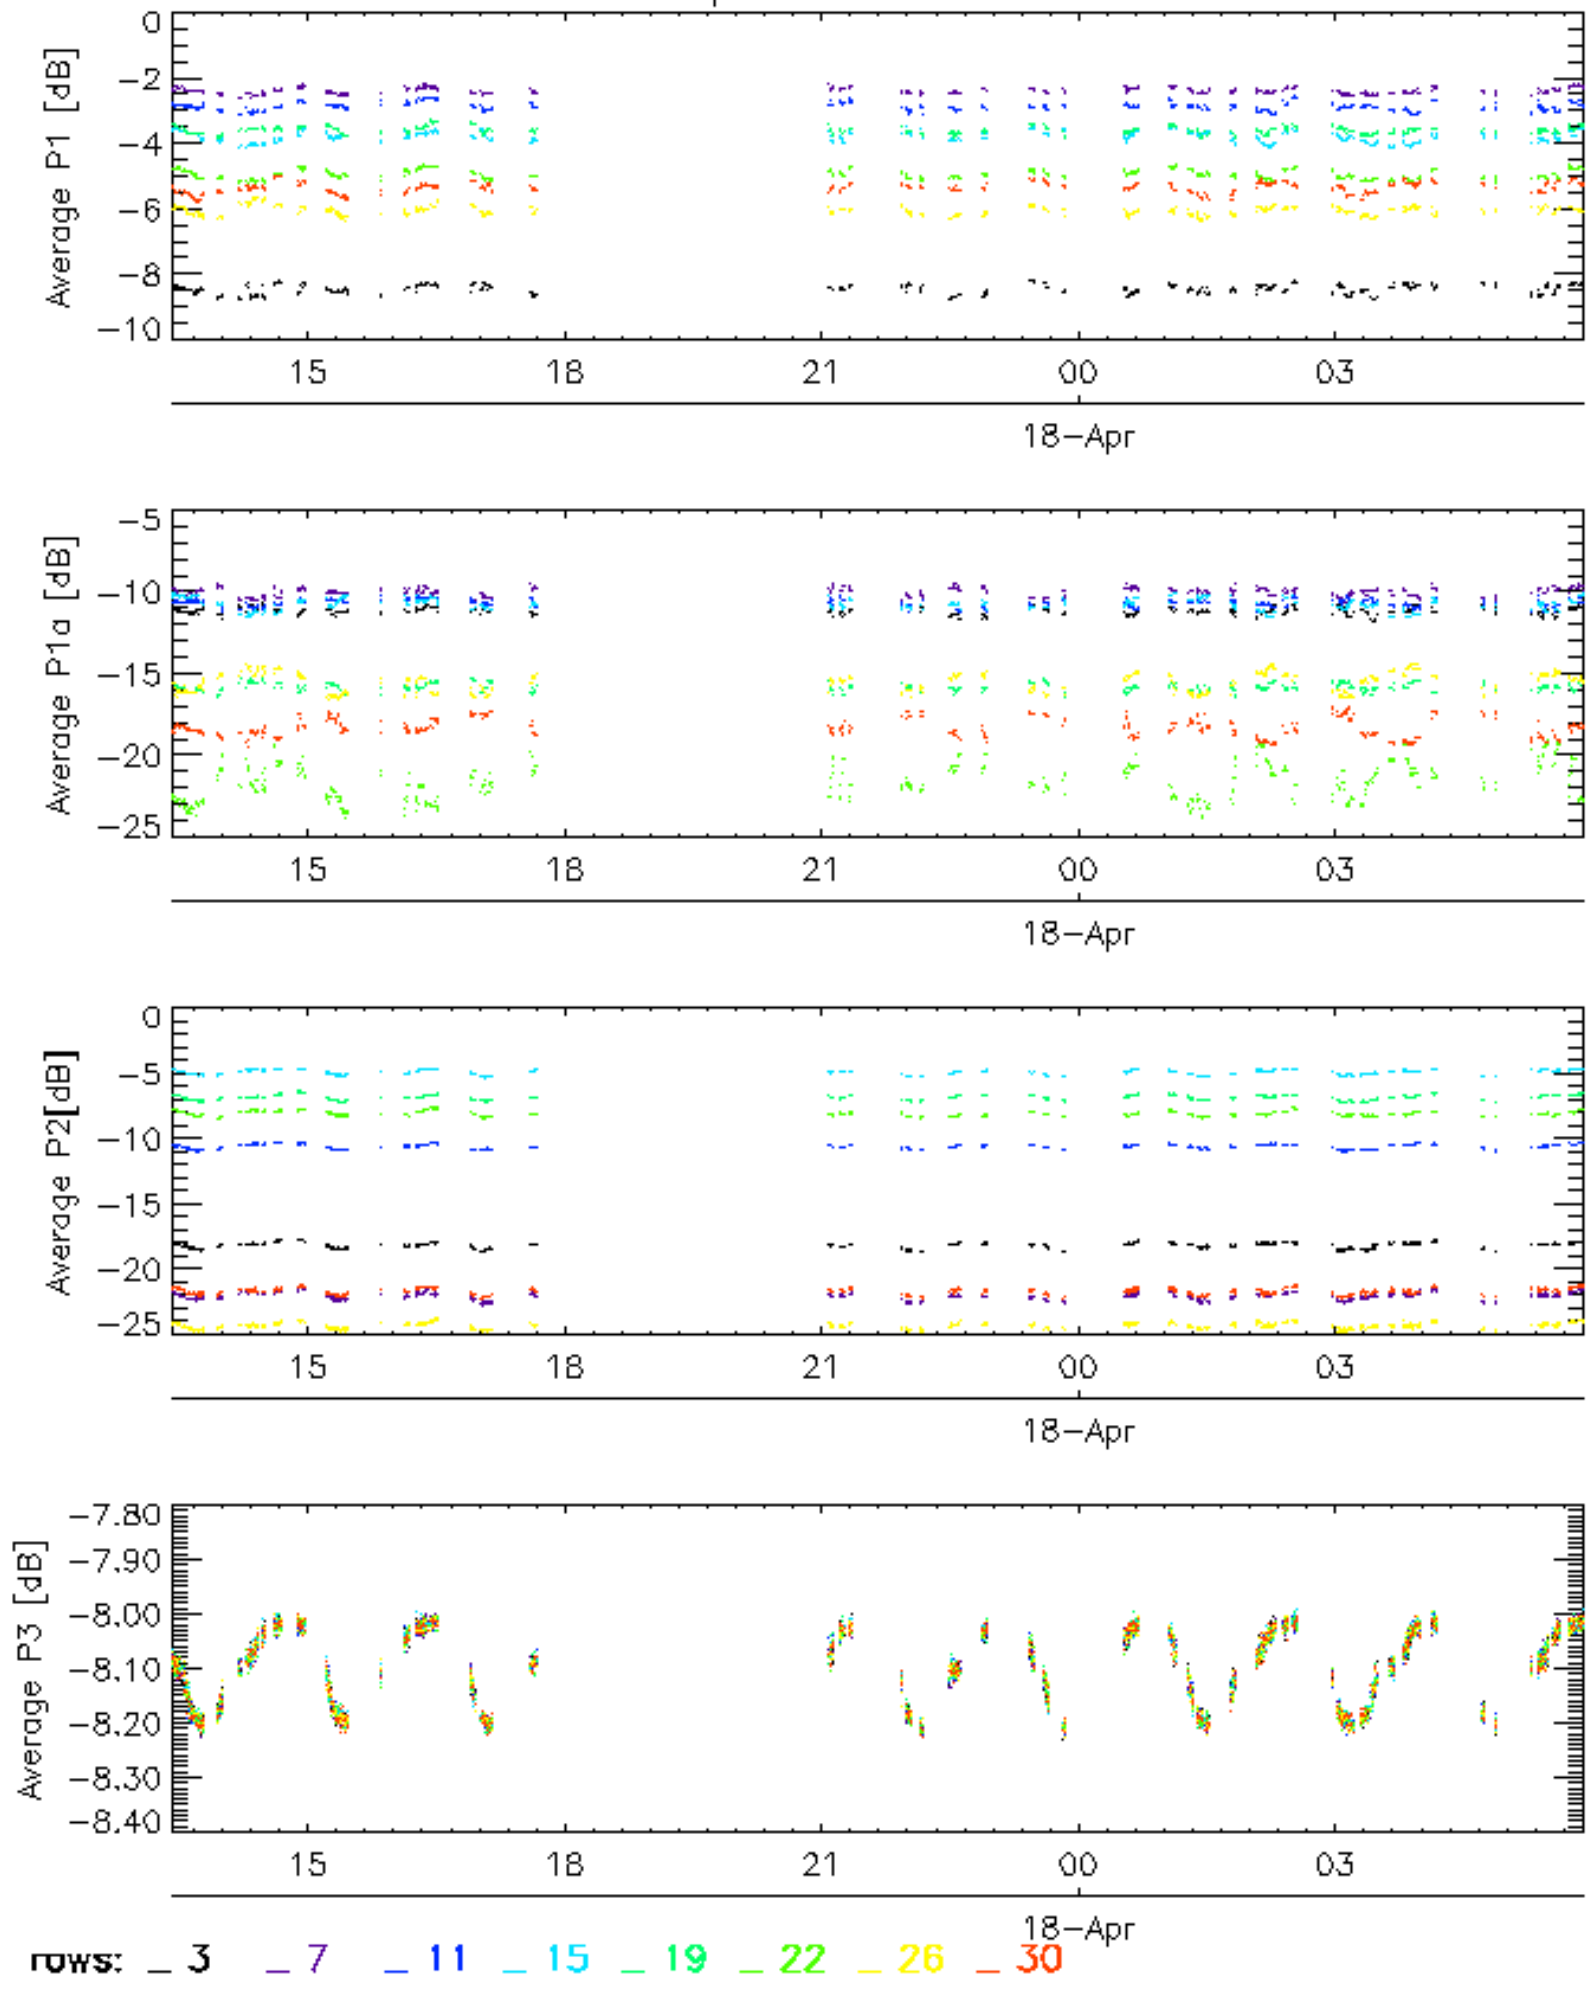 Average P1 [dB]
0
−2
−4
−6
−8
−10
15 18 21 00 03
18−Apr
Average P1a [dB]
−5
−10
−15
−20
−25
15 18 21 00 03
18−Apr
Average P2[dB]
0
−5
−10
−15
−20
−25
15 18 21 00 03
18−Apr
Average P3 [dB]
−7.80
−7.90
−8.00
−8.10
−8.20
−8.30
−8.40
15 18 21 00 03
18−Apr
rows: _ 3 _ 7 _ 11 _ 15 _ 19 _ 22 _ 26 _ 30